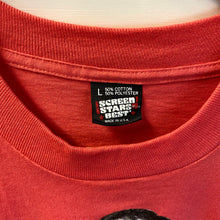 L 50% COTTON
50% POLYESTER
SCREEN
STARS
BEST
MADE IN U.S.A.